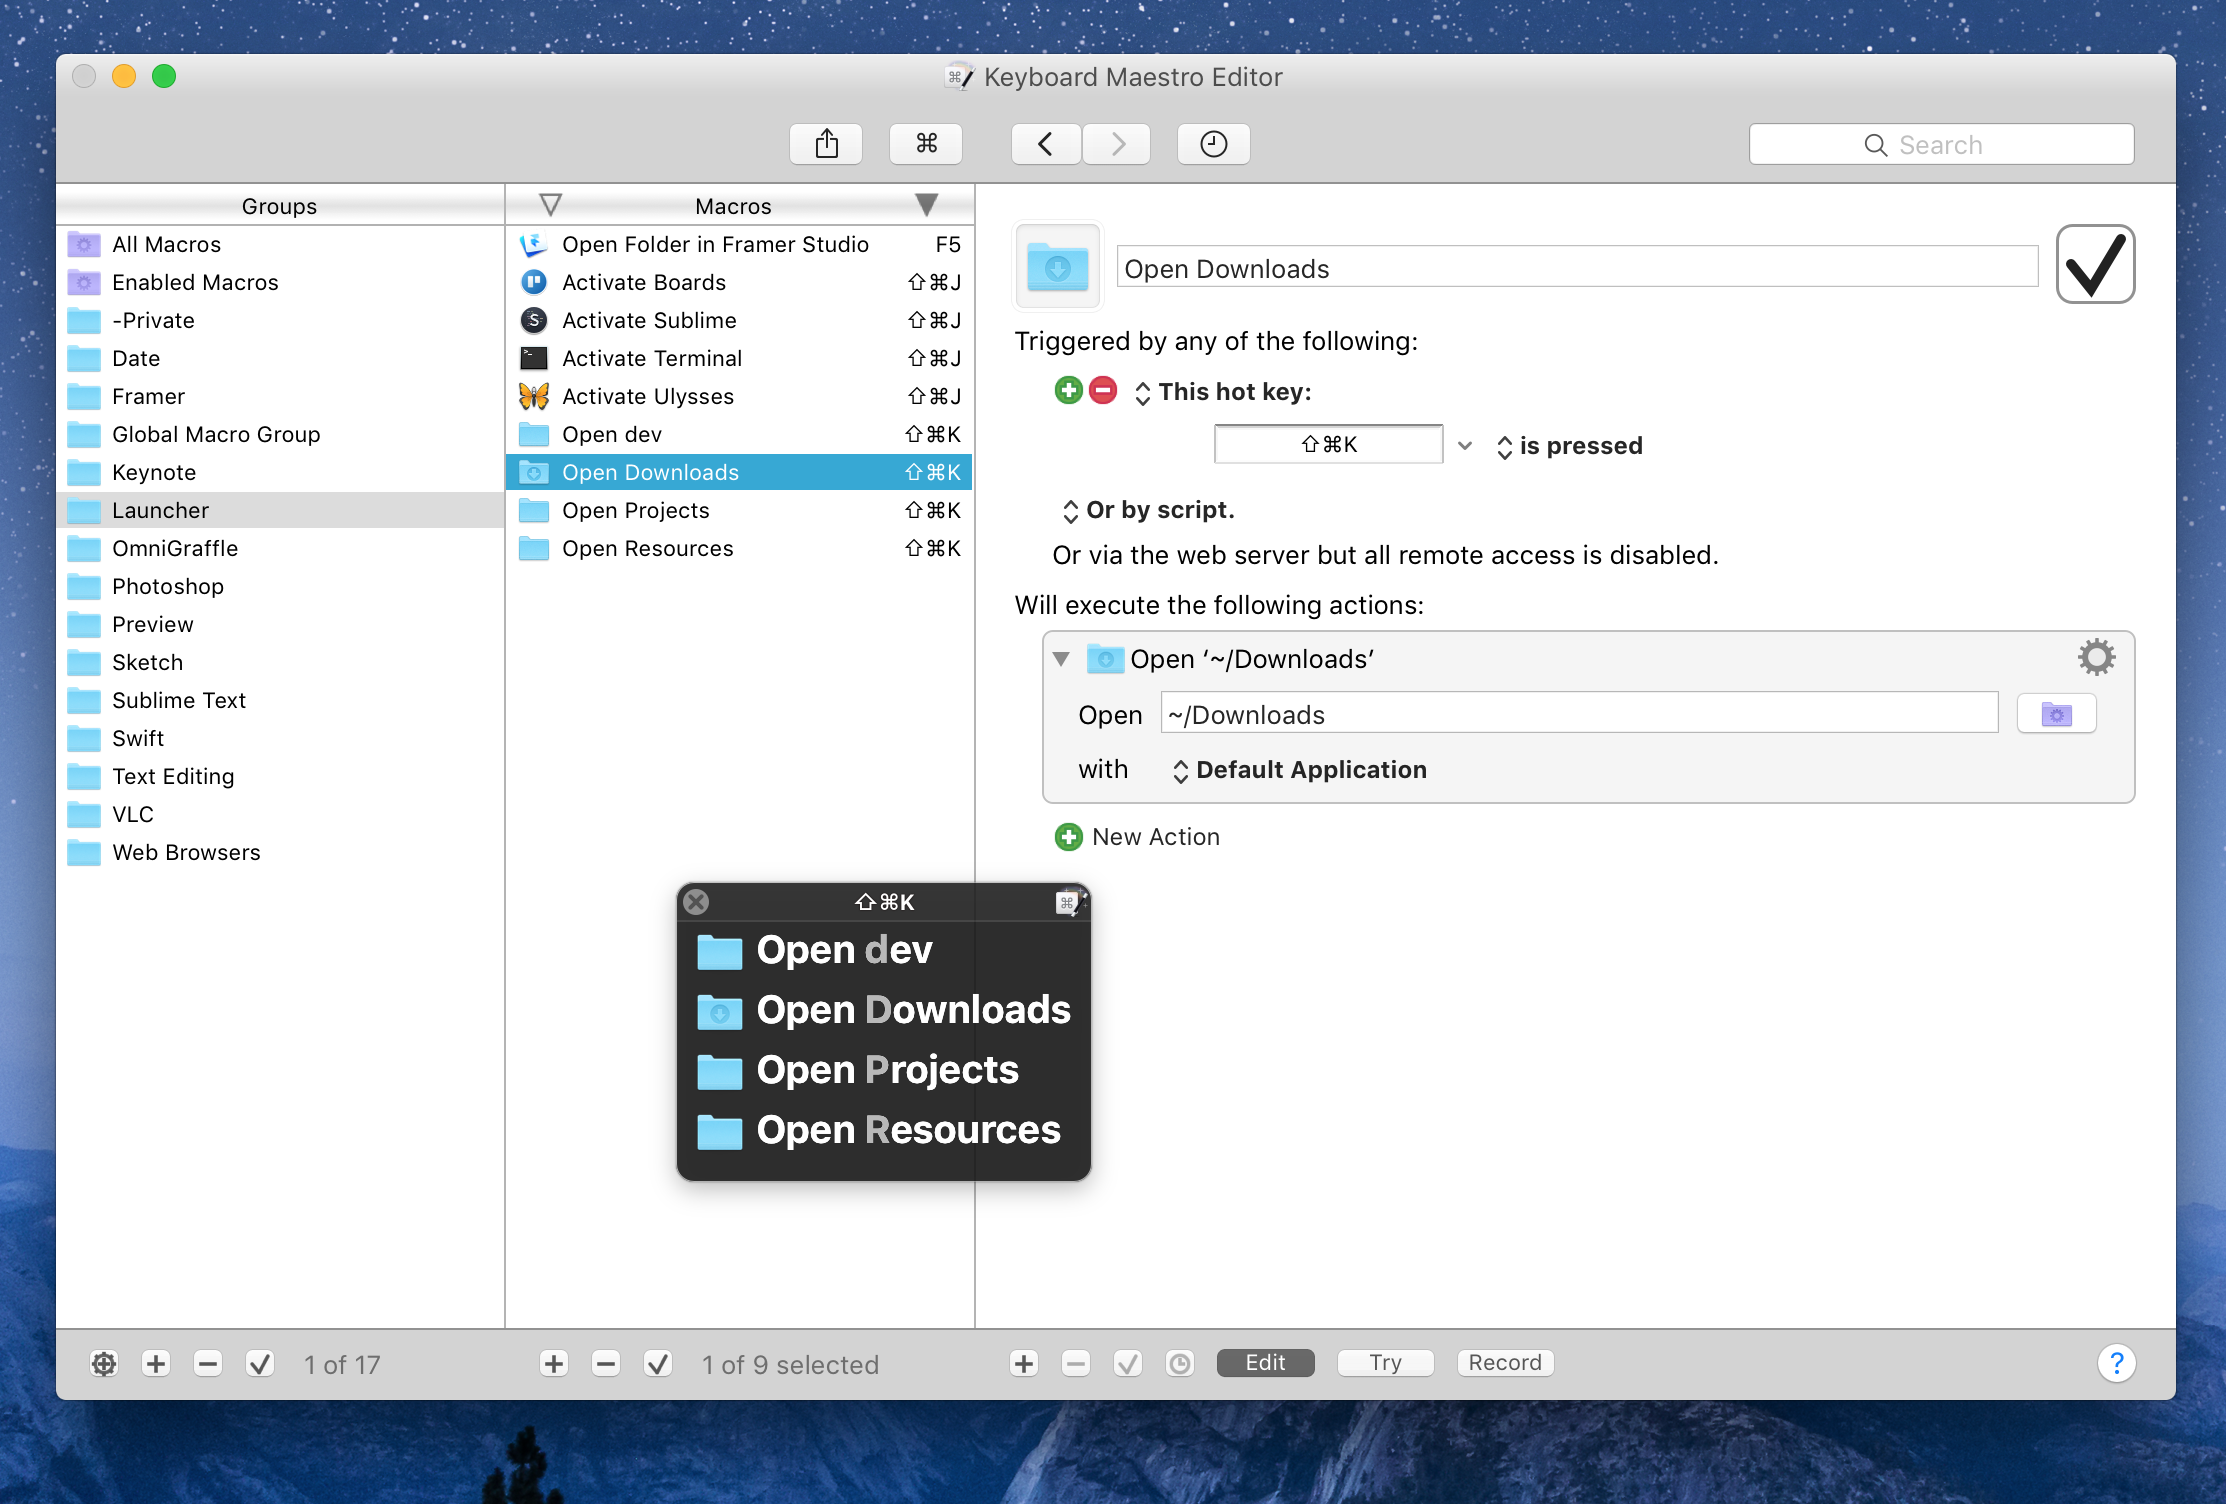 Keyboard Maestro Editor
⌘
Search
Groups
All Macros
Enabled Macros
-Private
Date
Framer
Global Macro Group
Keynote
Launcher
OmniGraffle
Photoshop
Preview
Sketch
Sublime Text
Swift
Text Editing
VLC
Web Browsers
Macros
Open Folder in Framer Studio F5
Activate Boards ⇧⌘J
Activate Sublime ⇧⌘J
Activate Terminal ⇧⌘J
Activate Ulysses ⇧⌘J
Open dev ⇧⌘K
Open Downloads ⇧⌘K
Open Projects ⇧⌘K
Open Resources ⇧⌘K
Open Downloads
Triggered by any of the following:
This hot key:
⇧⌘K is pressed
Or by script.
Or via the web server but all remote access is disabled.
Will execute the following actions:
Open ‘~/Downloads’
Open ~/Downloads
with Default Application
New Action
⇧⌘K
Open dev
Open Downloads
Open Projects
Open Resources
1 of 17
1 of 9 selected
Edit Try Record
?